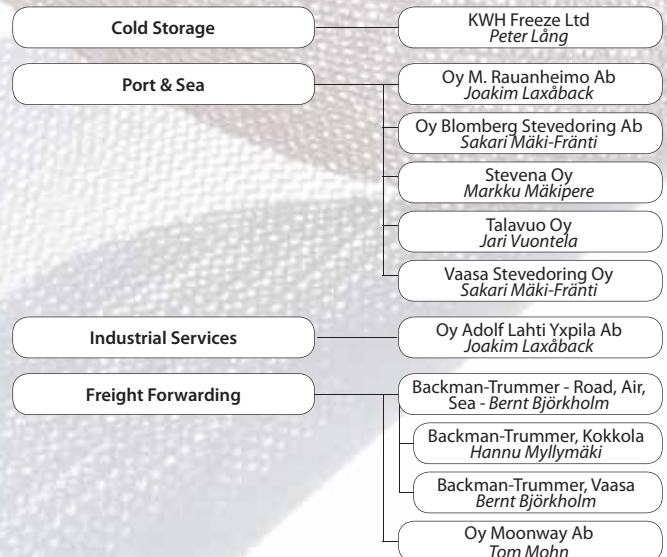 Cold Storage
KWH Freeze Ltd
Peter Lång
Port & Sea
Oy M. Rauanheimo Ab
Joakim Laxåback
Oy Blomberg Stevedoring Ab
Sakari Mäki-Fränti
Stevena Oy
Markku Mäkipere
Talavuo Oy
Jari Vuontela
Vaasa Stevedoring Oy
Sakari Mäki-Fränti
Industrial Services
Oy Adolf Lahti Yxpila Ab
Joakim Laxåback
Freight Forwarding
Backman-Trummer - Road, Air,
Sea - Bernt Björkholm
Backman-Trummer, Kokkola
Hannu Myllymäki
Backman-Trummer, Vaasa
Bernt Björkholm
Oy Moonway Ab
Tom Mohn